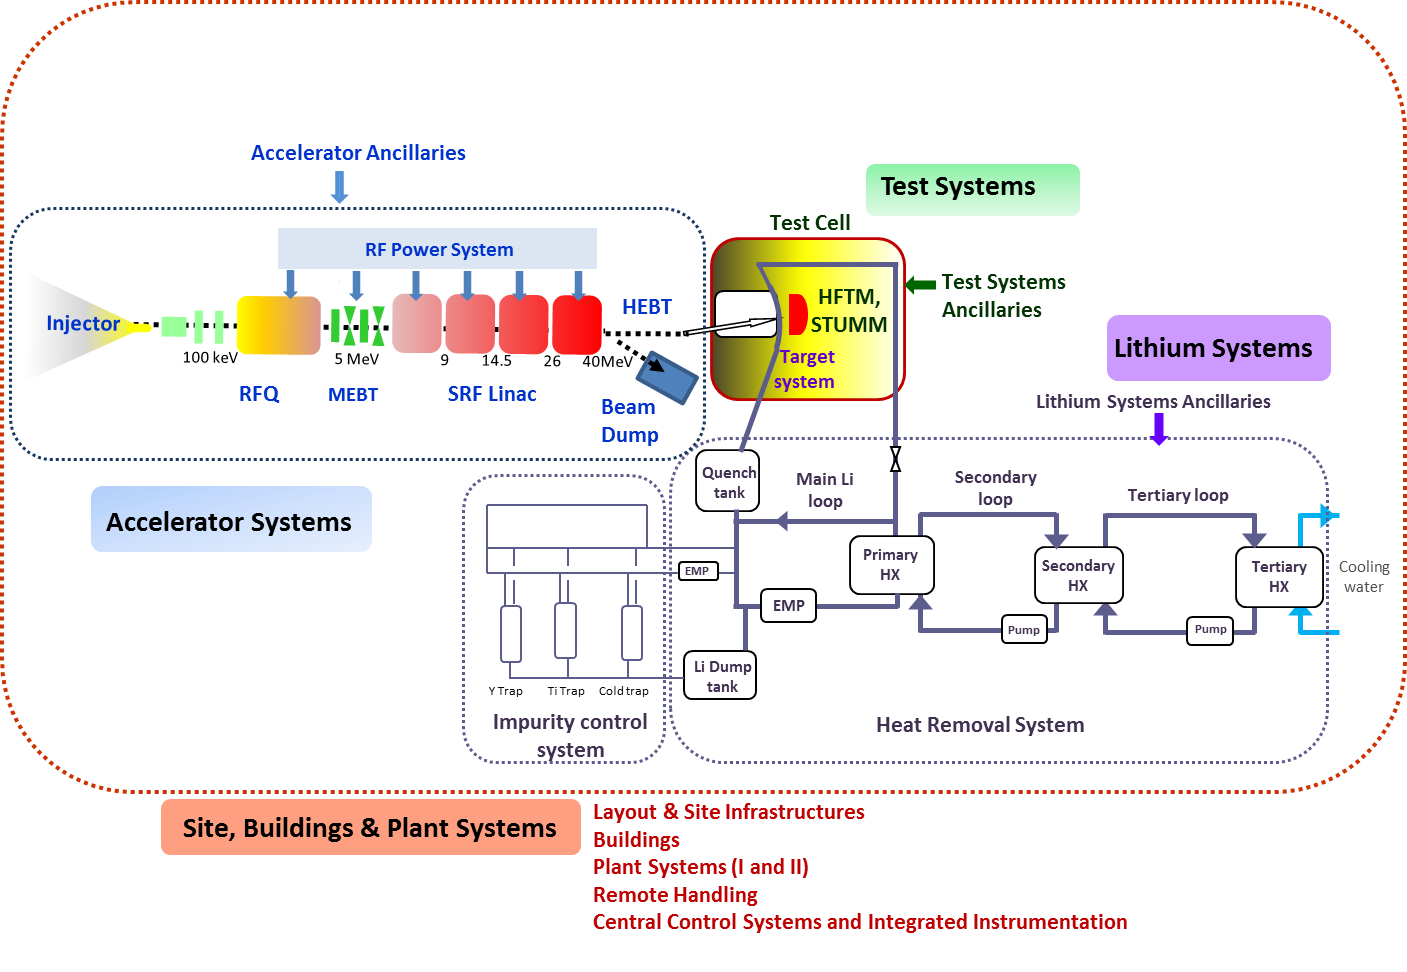 Accelerator Ancillaries
RF Power System
Injector
100 keV
RFQ
5 MeV
MEBT
9
14.5
26
40MeV
SRF Linac
HEBT
Beam
Dump
Accelerator Systems
Test Systems
Test Cell
HFTM,
STUMM
Target
system
Test Systems
Ancillaries
Lithium Systems
Lithium Systems Ancillaries
Quench
tank
Main Li
loop
Secondary
loop
Tertiary loop
Primary
HX
Secondary
HX
Tertiary
HX
Cooling
water
EMP
EMP
Pump
Pump
Li Dump
tank
Y Trap
Ti Trap
Cold trap
Impurity control
system
Heat Removal System
Site, Buildings & Plant Systems
Layout & Site Infrastructures
Buildings
Plant Systems (I and II)
Remote Handling
Central Control Systems and Integrated Instrumentation